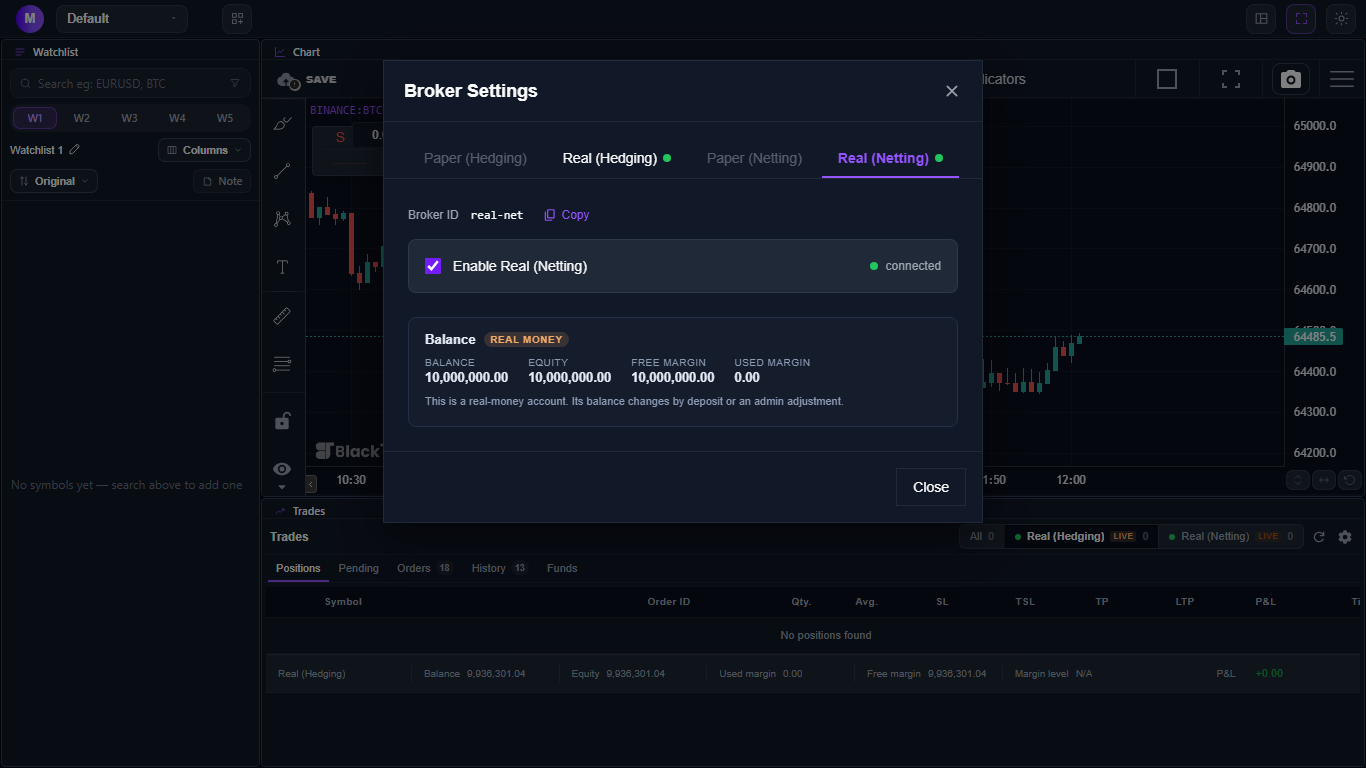 M Default
Watchlist
Search eg: EURUSD, BTC
W1 W2 W3 W4 W5
Watchlist 1 Columns
Original Note
No symbols yet — search above to add one
Chart
SAVE
BINANCE:BTC
S
65000.0
64900.0
64800.0
64700.0
64600.0
64485.5
64400.0
64300.0
64200.0
10:30 12:00
Broker Settings
Paper (Hedging) Real (Hedging) Paper (Netting) Real (Netting)
Broker ID real-net Copy
Enable Real (Netting) connected
Balance REAL MONEY
BALANCE EQUITY FREE MARGIN USED MARGIN
10,000,000.00 10,000,000.00 10,000,000.00 0.00
This is a real-money account. Its balance changes by deposit or an admin adjustment.
Close
Trades
Trades All 0 Real (Hedging) LIVE 0 Real (Netting) LIVE 0
Positions Pending Orders 18 History 13 Funds
Symbol Order ID Qty. Avg. SL TSL TP LTP P&L Ti
No positions found
Real (Hedging) Balance 9,936,301.04 Equity 9,936,301.04 Used margin 0.00 Free margin 9,936,301.04 Margin level N/A P&L +0.00